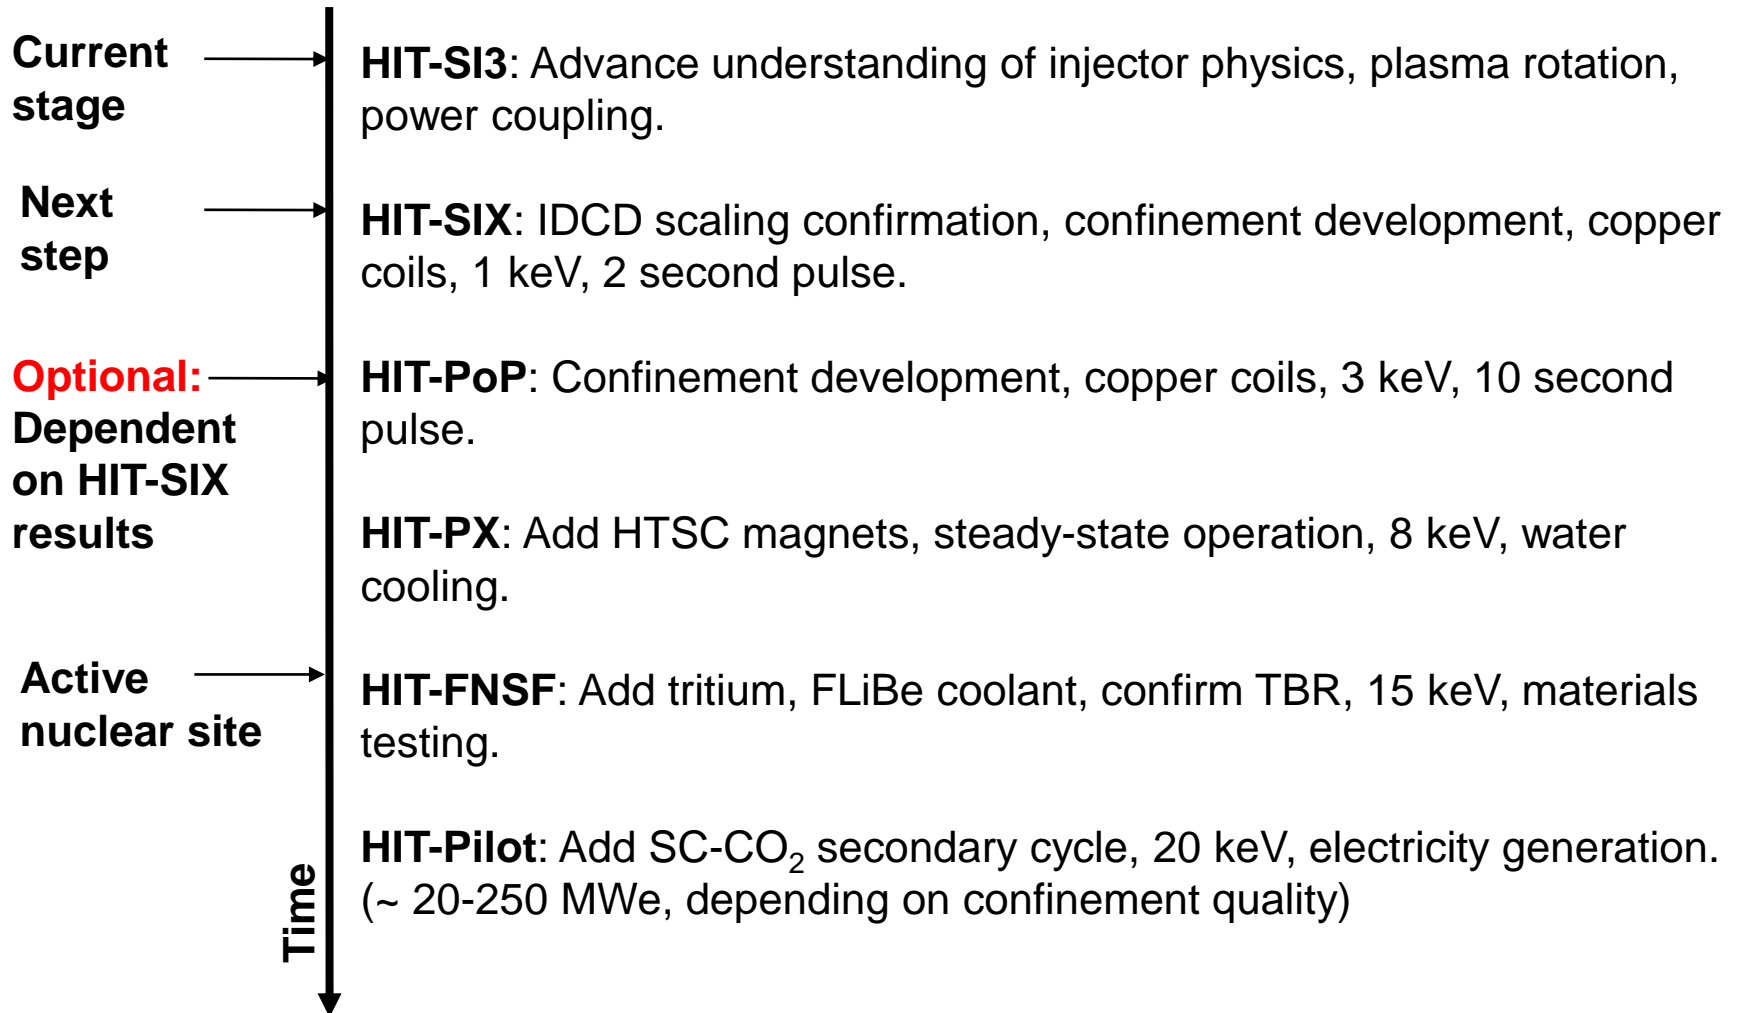 Current
stage
HIT-SI3: Advance understanding of injector physics, plasma rotation,
power coupling.
Next
step
HIT-SIX: IDCD scaling confirmation, confinement development, copper
coils, 1 keV, 2 second pulse.
Optional:
Dependent
on HIT-SIX
results
HIT-PoP: Confinement development, copper coils, 3 keV, 10 second
pulse.
HIT-PX: Add HTSC magnets, steady-state operation, 8 keV, water
cooling.
Active
nuclear site
HIT-FNSF: Add tritium, FLiBe coolant, confirm TBR, 15 keV, materials
testing.
HIT-Pilot: Add SC-CO₂ secondary cycle, 20 keV, electricity generation.
(~ 20-250 MWe, depending on confinement quality)
Time